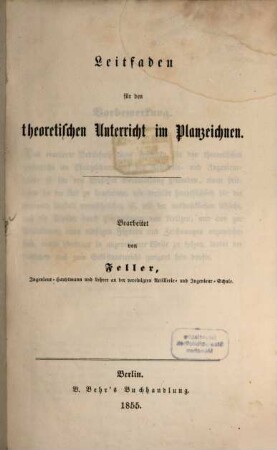 Leitfaden
für den
theoretischen Unterricht im Planzeichnen.
Bearbeitet
von
Feller,
Ingenieur-Hauptmann und Lehrer an der vereinigten Artillerie- und Ingenieur-Schule.
Berlin.
B. Behr's Buchhandlung.
1855.